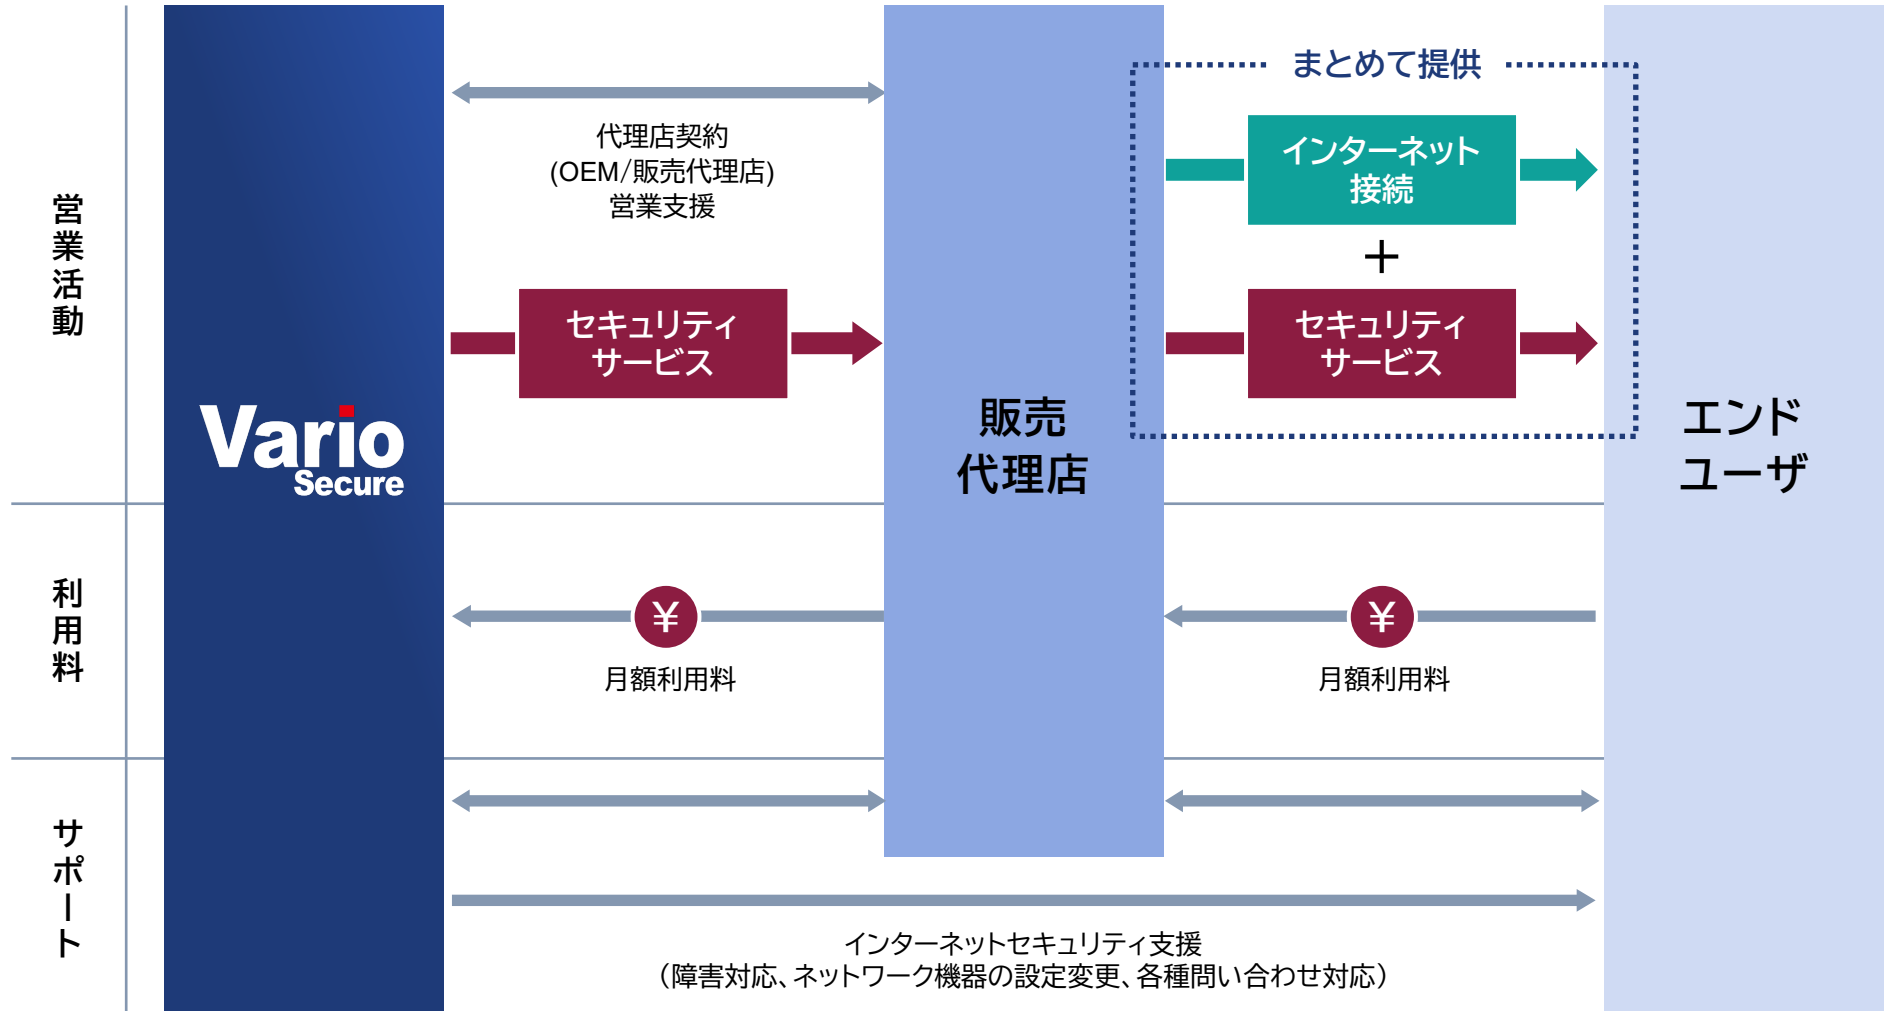 まとめて提供
代理店契約
(OEM/販売代理店)
営業支援
インターネット
接続
+
営業活動
セキュリティ
サービス
セキュリティ
サービス
Vario
Secure
販売
代理店
エンド
ユーザ
利用料
¥
月額利用料
¥
月額利用料
サポート
インターネットセキュリティ支援
(障害対応、ネットワーク機器の設定変更、各種問い合わせ対応)